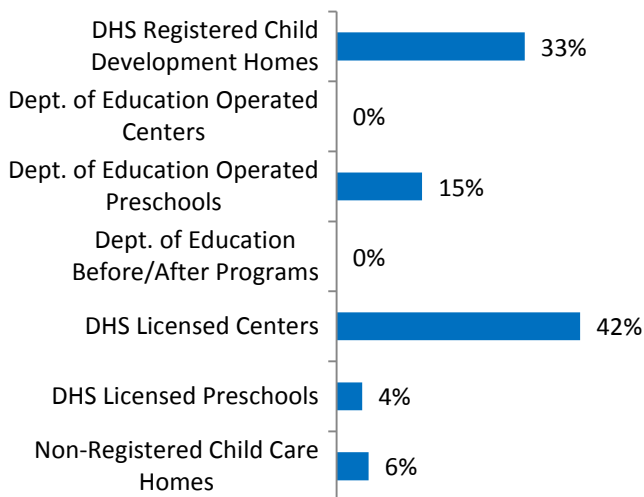 DHS Registered Child
Development Homes
33%
Dept. of Education Operated
Centers
0%
Dept. of Education Operated
Preschools
15%
Dept. of Education
Before/After Programs
0%
DHS Licensed Centers
42%
DHS Licensed Preschools
4%
Non-Registered Child Care
Homes
6%